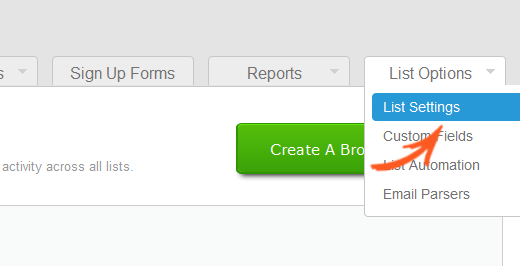 s Sign Up Forms Reports List Options
List Settings
Custom Fields
Create A Bro
activity across all lists.
List Automation
Email Parsers